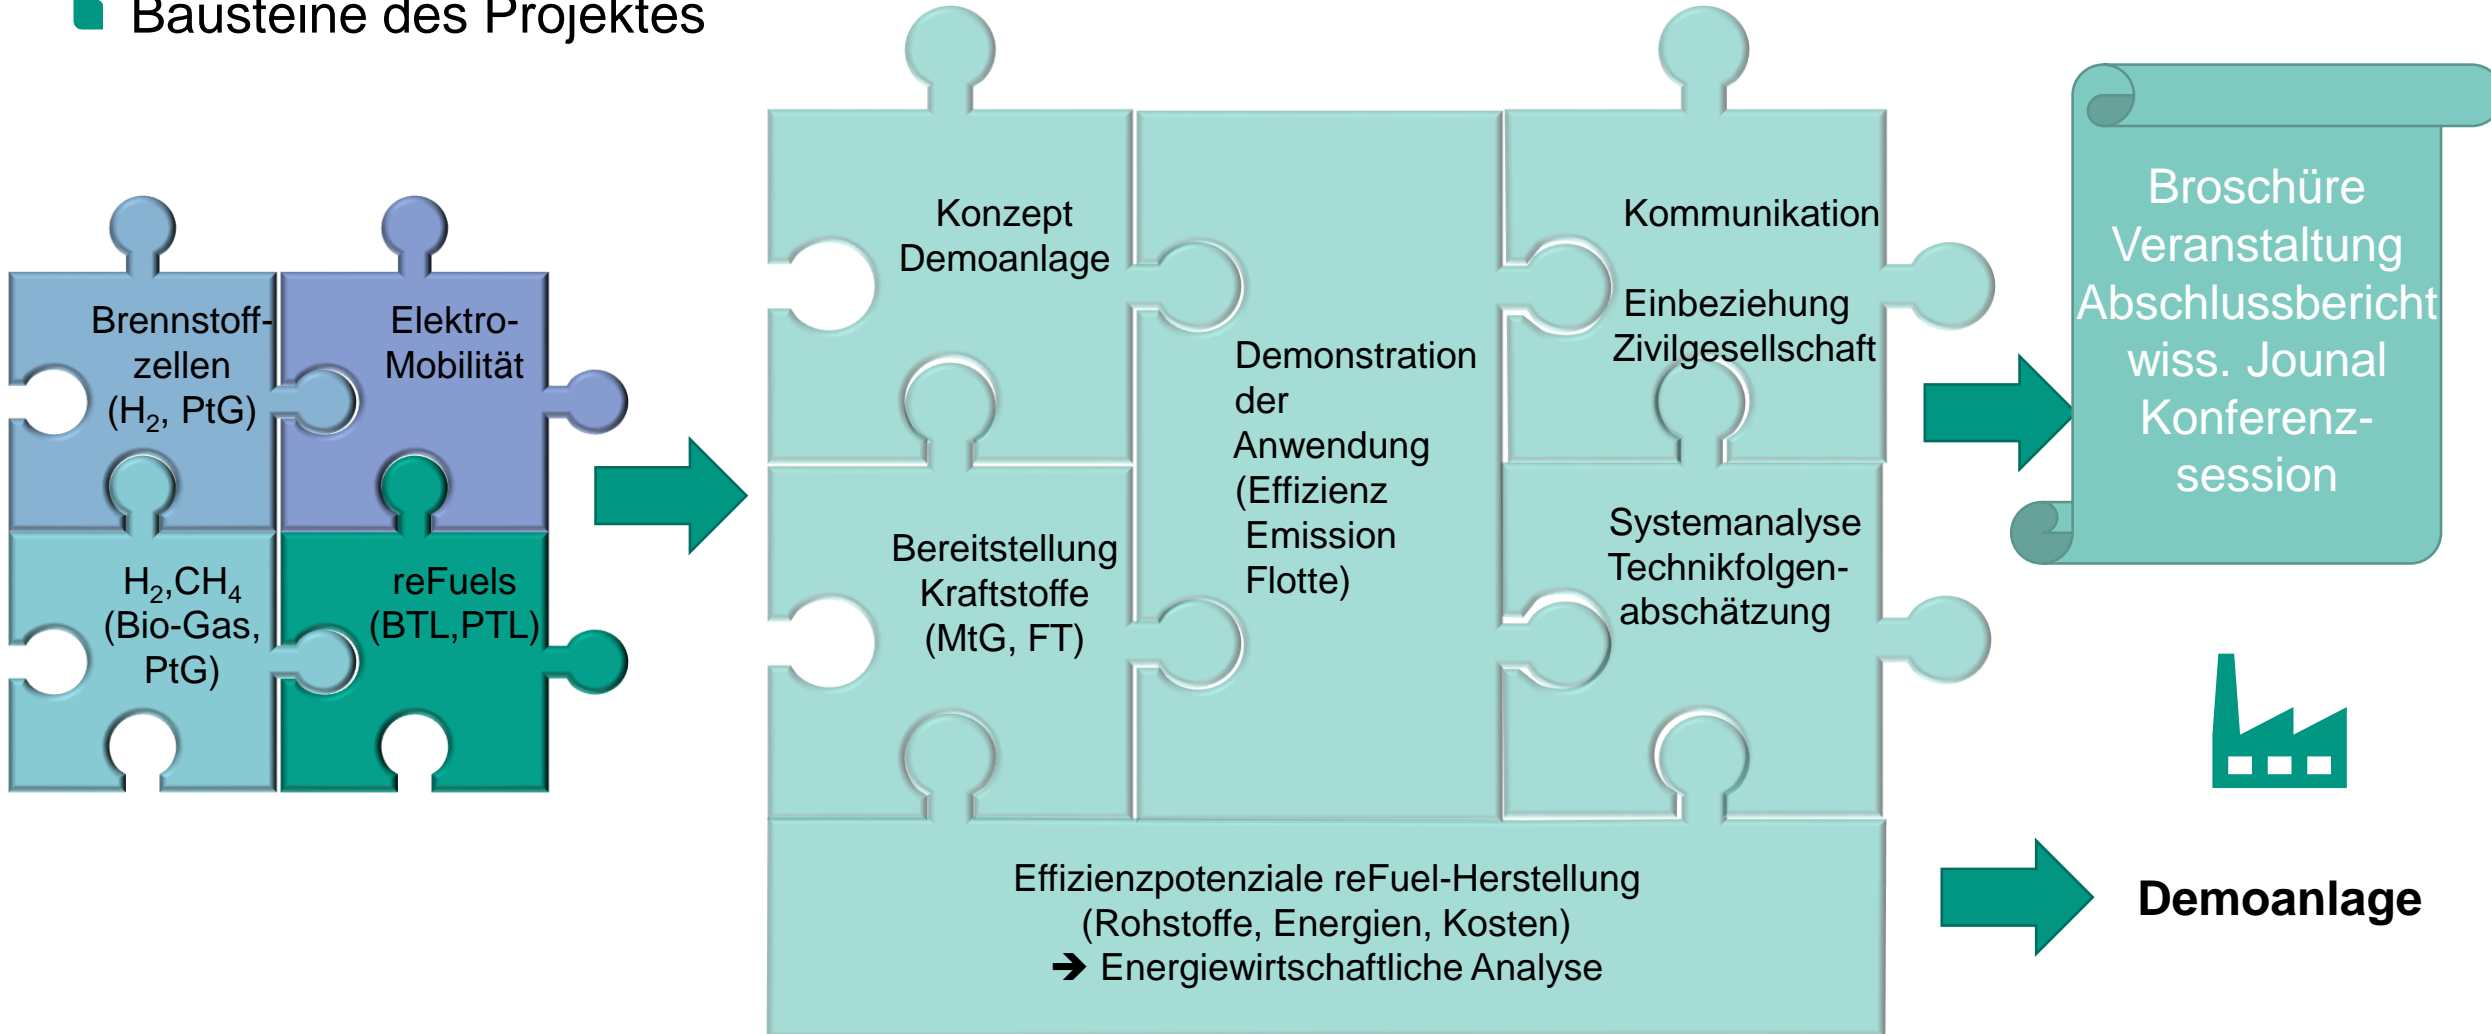 Bausteine des Projektes
Brennstoff-
zellen
(H₂, PtG)
Elektro-
Mobilität
H₂,CH₄
(Bio-Gas,
PtG)
reFuels
(BTL,PTL)
Konzept
Demoanlage
Bereitstellung
Kraftstoffe
(MtG, FT)
Demonstration
der
Anwendung
(Effizienz
Emission
Flotte)
Kommunikation
Einbeziehung
Zivilgesellschaft
Systemanalyse
Technikfolgen-
abschätzung
Effizienzpotenziale reFuel-Herstellung
(Rohstoffe, Energien, Kosten)
➔ Energiewirtschaftliche Analyse
Broschüre
Veranstaltung
Abschlussbericht
wiss. Jounal
Konferenz-
session
Demoanlage